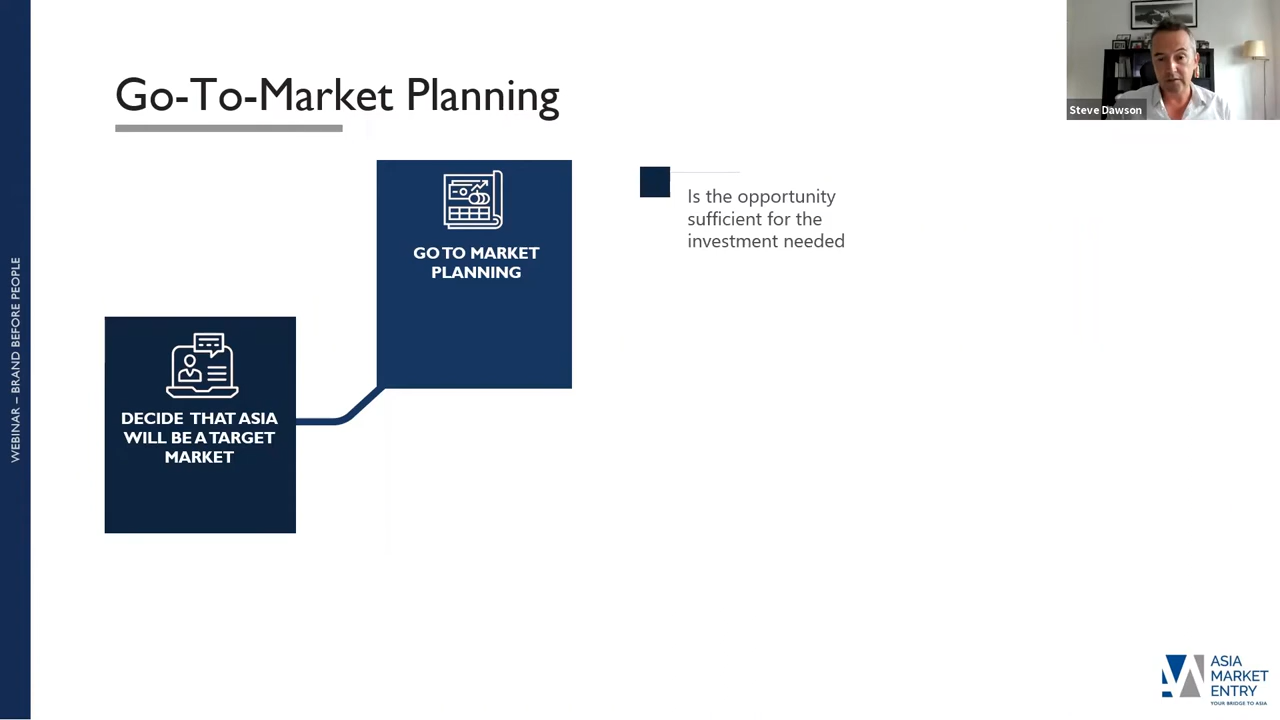 Go-To-Market Planning
Steve Dawson
GO TO MARKET
PLANNING
Is the opportunity
sufficient for the
investment needed
DECIDE THAT ASIA
WILL BE A TARGET
MARKET
WEBINAR – BRAND BEFORE PEOPLE
ASIA
MARKET
ENTRY
YOUR BRIDGE TO ASIA